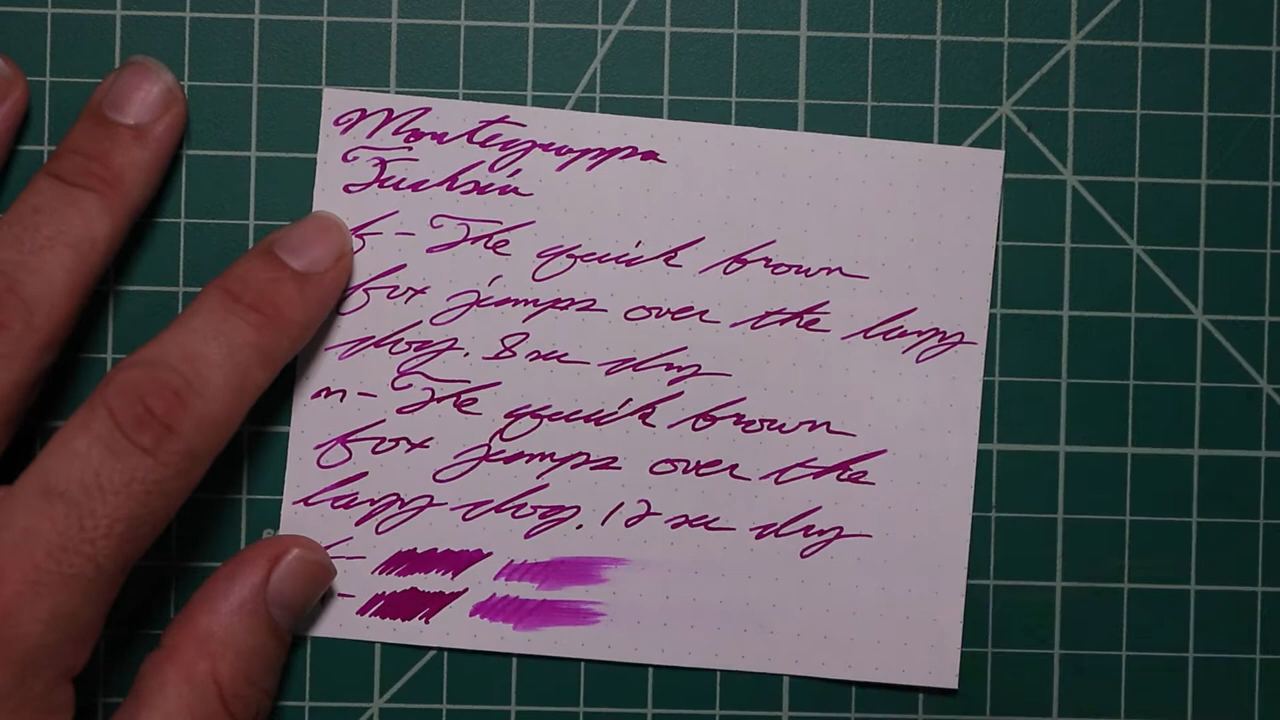 Montegrappa
Fuchsia
f - The quick brown
fox jumps over the lazy
dog. 8 sec dry
m - The quick brown
fox jumps over the
lazy dog. 12 sec dry
f -
-